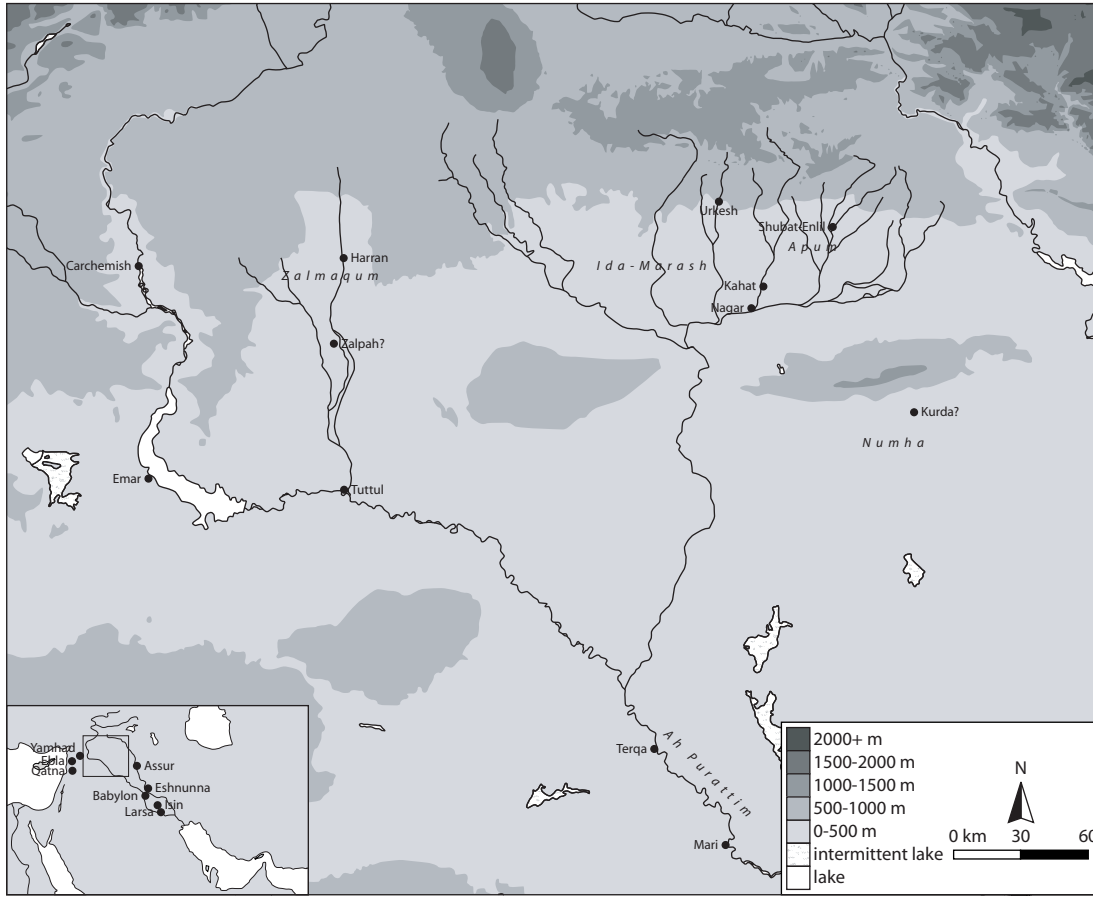 Urkesh
Shubat-Enlil
Apum
Carchemish
Harran
Zalmaqum
Ida-Marash
Kahat
Nagar
Zalpah?
Kurda?
Numha
Emar
Tuttul
Terqa
Ah Purattim
Mari
Yamhad
Ebla
Qatna
Assur
Eshnunna
Babylon
Isin
Larsa
2000+ m
1500-2000 m
1000-1500 m
500-1000 m
0-500 m
intermittent lake
lake
N
0 km 30 60